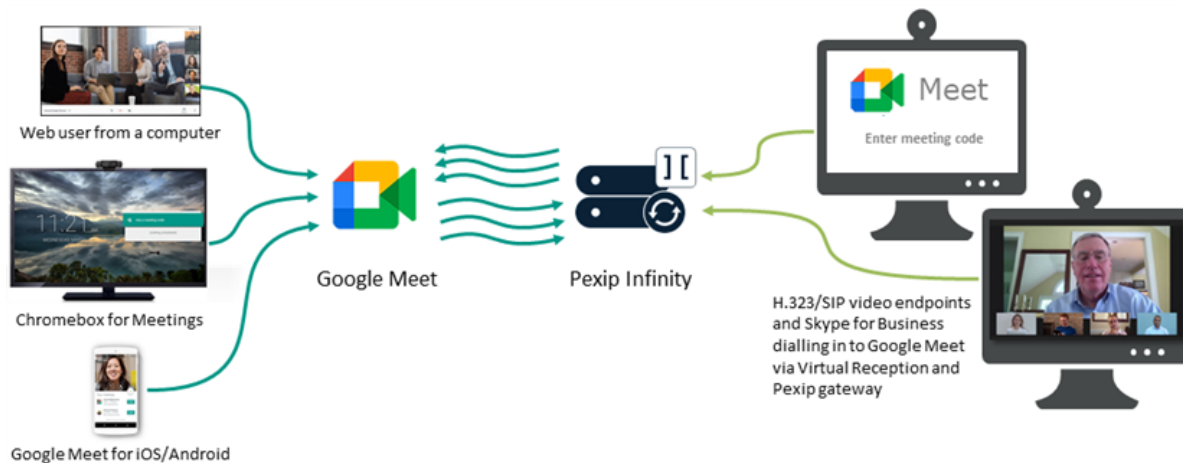 Web user from a computer
11:21
Chromebox for Meetings
Google Meet for iOS/Android
Google Meet
Pexip Infinity
Meet
Enter meeting code
H.323/SIP video endpoints
and Skype for Business
dialling in to Google Meet
via Virtual Reception and
Pexip gateway